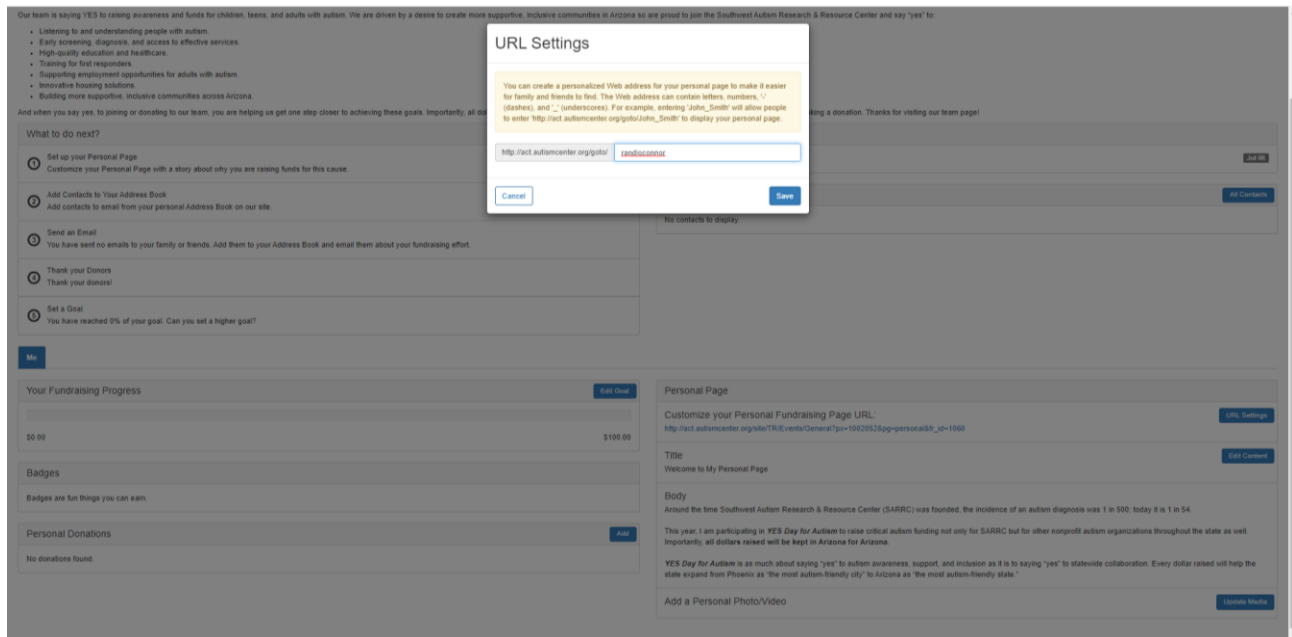 Our team is saying YES to raising awareness and funds for children, teens, and adults with autism. We are driven by a desire to create more supportive, inclusive communities in Arizona so are proud to join the Southwest Autism Research & Resource Center and say "yes" to:
Listening to and understanding people with autism.
Early screening, diagnosis, and access to effective services.
High-quality education and healthcare.
Training for first responders.
Supporting employment opportunities for adults with autism.
Innovative housing solutions.
Building more supportive, inclusive communities across Arizona.
And when you say yes, to joining or donating to our team, you are helping us get one step closer to achieving these goals. Importantly, all do
king a donation. Thanks for visiting our team page!
URL Settings
You can create a personalized Web address for your personal page to make it easier
for family and friends to find. The Web address can contain letters, numbers, '-'
(dashes), and '_' (underscores). For example, entering 'John_Smith' will allow people
to enter 'http://act.autismcenter.org/goto/John_Smith' to display your personal page.
http://act.autismcenter.org/goto/ randioconnor
Cancel Save
What to do next?
1 Set up your Personal Page
Customize your Personal Page with a story about why you are raising funds for this cause.
2 Add Contacts to Your Address Book
Add contacts to email from your personal Address Book on our site.
3 Send an Email
You have sent no emails to your family or friends. Add them to your Address Book and email them about your fundraising effort.
4 Thank your Donors
Thank your donors!
5 Set a Goal
You have reached 0% of your goal. Can you set a higher goal?
All Contacts
No contacts to display.
Me
Your Fundraising Progress Edit Goal
$0.00 $100.00
Badges
Badges are fun things you can earn.
Personal Donations Add
No donations found.
Personal Page
Customize your Personal Fundraising Page URL: URL Settings
http://act.autismcenter.org/site/TR/Events/General?px=1002052&pg=personal&fr_id=1060
Title Edit Content
Welcome to My Personal Page
Body
Around the time Southwest Autism Research & Resource Center (SARRC) was founded, the incidence of an autism diagnosis was 1 in 500; today it is 1 in 54.
This year, I am participating in YES Day for Autism to raise critical autism funding not only for SARRC but for other nonprofit autism organizations throughout the state as well.
Importantly, all dollars raised will be kept in Arizona for Arizona.
YES Day for Autism is as much about saying "yes" to autism awareness, support, and inclusion as it is to saying "yes" to statewide collaboration. Every dollar raised will help the
state expand from Phoenix as "the most autism-friendly city" to Arizona as "the most autism-friendly state."
Add a Personal Photo/Video Update Media